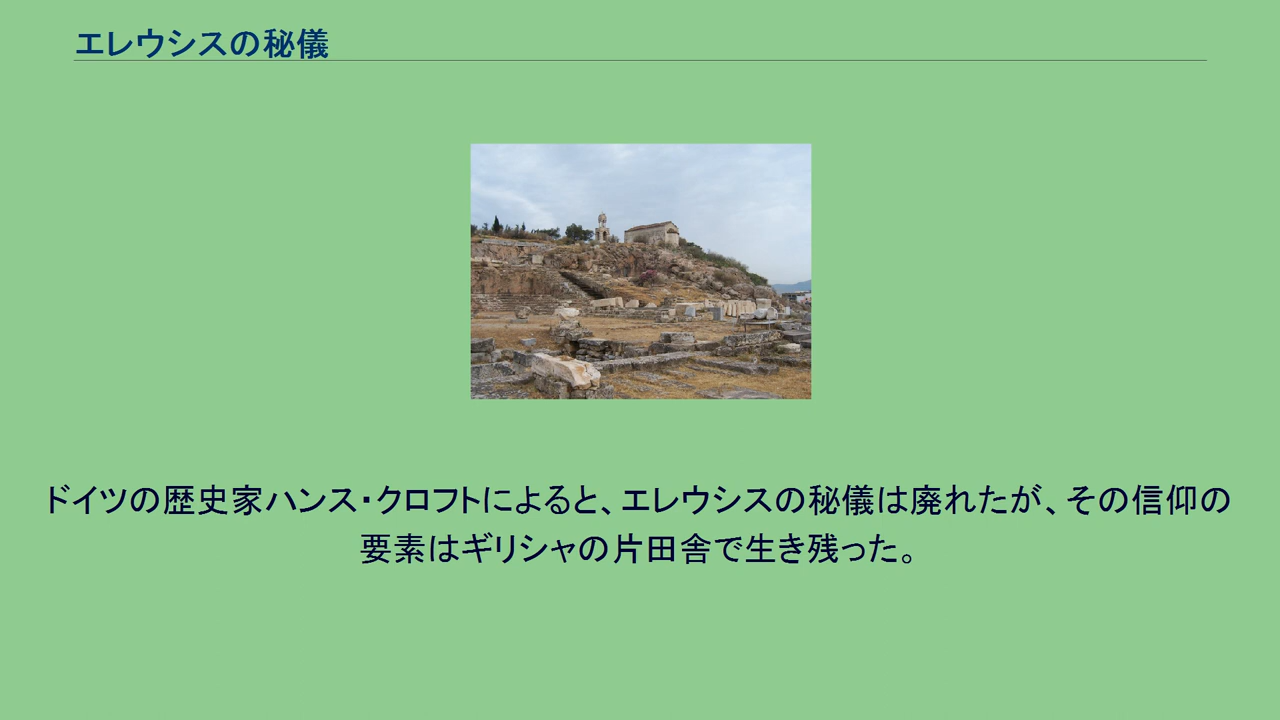 エレウシスの秘儀
ドイツの歴史家ハンス・クロフトによると、エレウシスの秘儀は廃れたが、その信仰の
要素はギリシャの片田舎で生き残った。